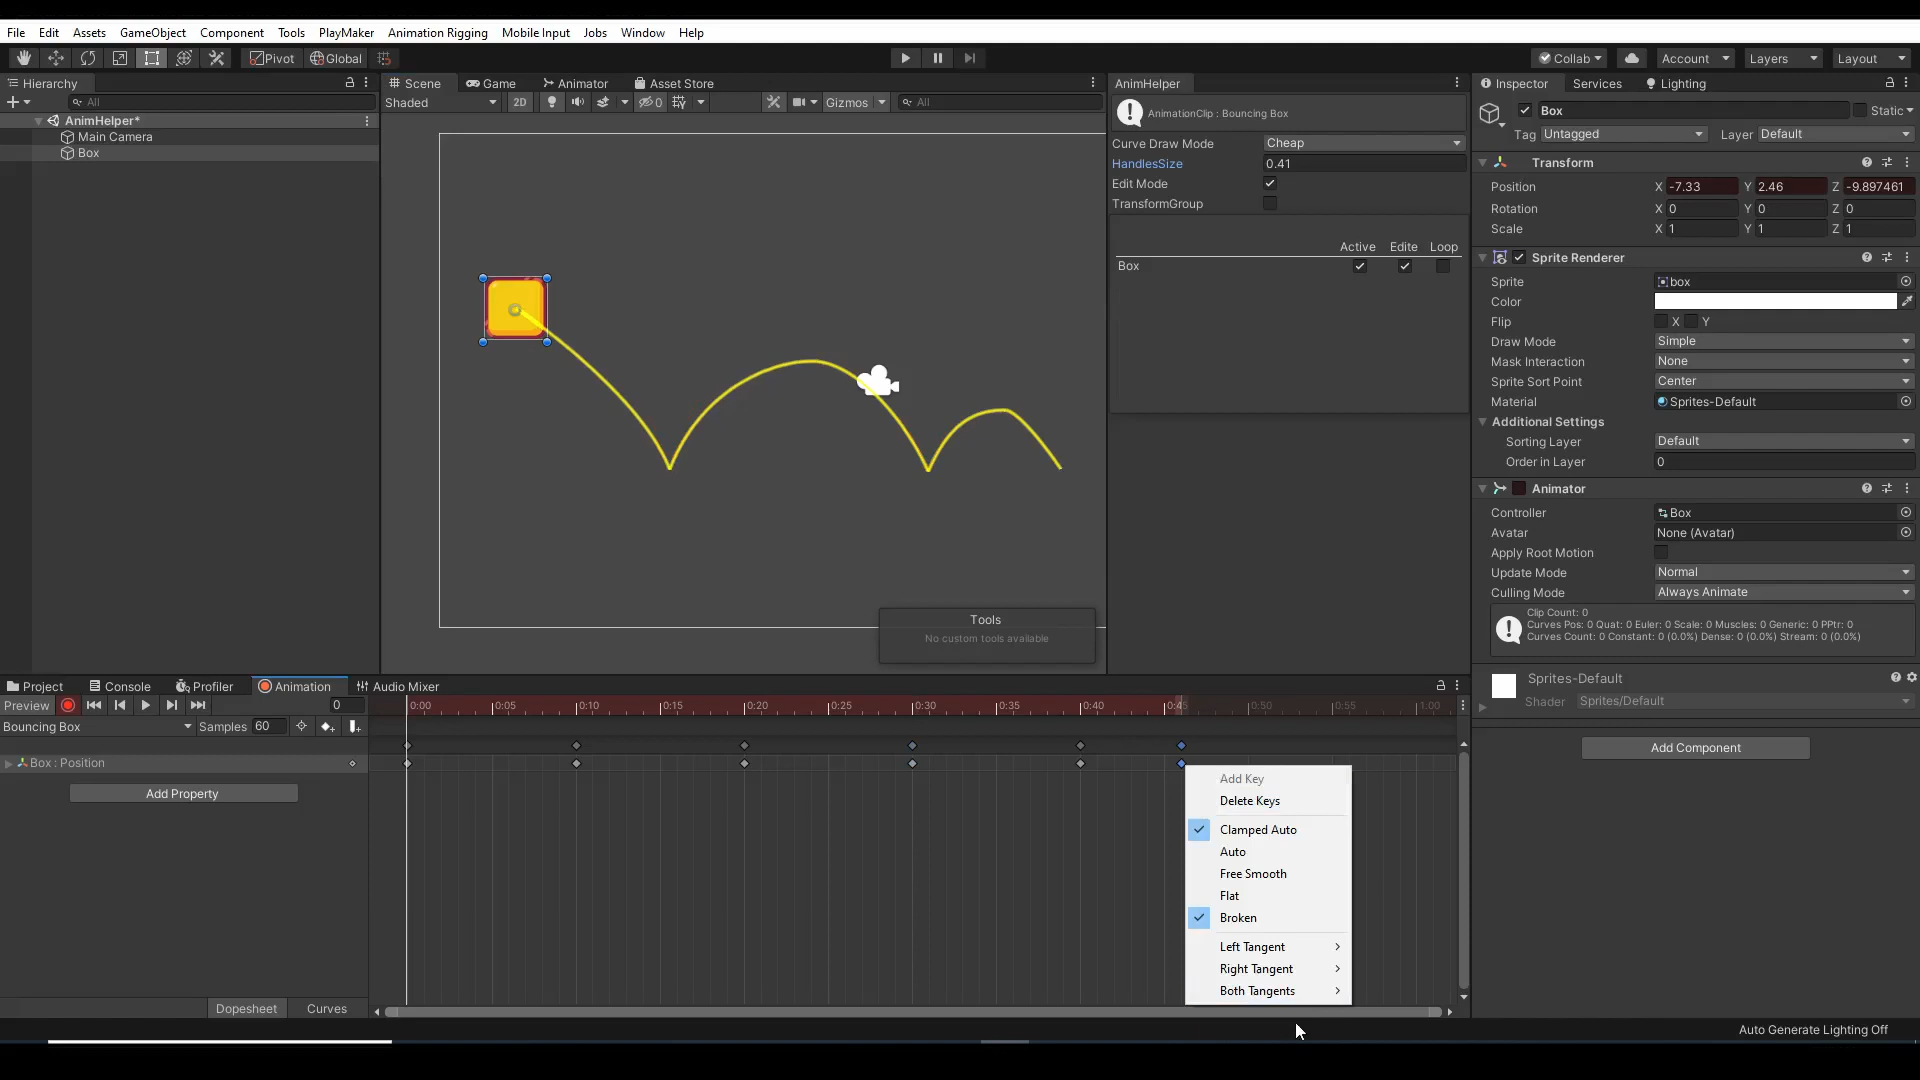 File Edit Assets GameObject Component Tools PlayMaker Animation Rigging Mobile Input Jobs Window Help
Pivot Global Collab Account Layers Layout
Hierarchy
All
AnimHelper*
Main Camera
Box
Scene Game Animator Asset Store
Shaded 2D 0 Gizmos All
Tools
No custom tools available
AnimHelper
AnimationClip : Bouncing Box
Curve Draw Mode Cheap
HandlesSize 0.41
Edit Mode
TransformGroup
Active Edite Loop
Box
Inspector Services Lighting
Box Static
Tag Untagged Layer Default
Transform
Position X -7.33 Y 2.46 Z -9.897461
Rotation X 0 Y 0 Z 0
Scale X 1 Y 1 Z 1
Sprite Renderer
Sprite box
Color
Flip X Y
Draw Mode Simple
Mask Interaction None
Sprite Sort Point Center
Material Sprites-Default
Additional Settings
Sorting Layer Default
Order in Layer 0
Animator
Controller Box
Avatar None (Avatar)
Apply Root Motion
Update Mode Normal
Culling Mode Always Animate
Clip Count: 0
Curves Pos: 0 Quat: 0 Euler: 0 Scale: 0 Muscles: 0 Generic: 0 PPtr: 0
Curves Count: 0 Constant: 0 (0.0%) Dense: 0 (0.0%) Stream: 0 (0.0%)
Sprites-Default
Shader Sprites/Default
Add Component
Project Console Profiler Animation Audio Mixer
Preview 0 0:00 0:05 0:10 0:15 0:20 0:25 0:30 0:35 0:40 0:45 0:50 0:55 1:00
Bouncing Box Samples 60
Box : Position
Add Property
Add Key
Delete Keys
Clamped Auto
Auto
Free Smooth
Flat
Broken
Left Tangent
Right Tangent
Both Tangents
Dopesheet Curves
Auto Generate Lighting Off